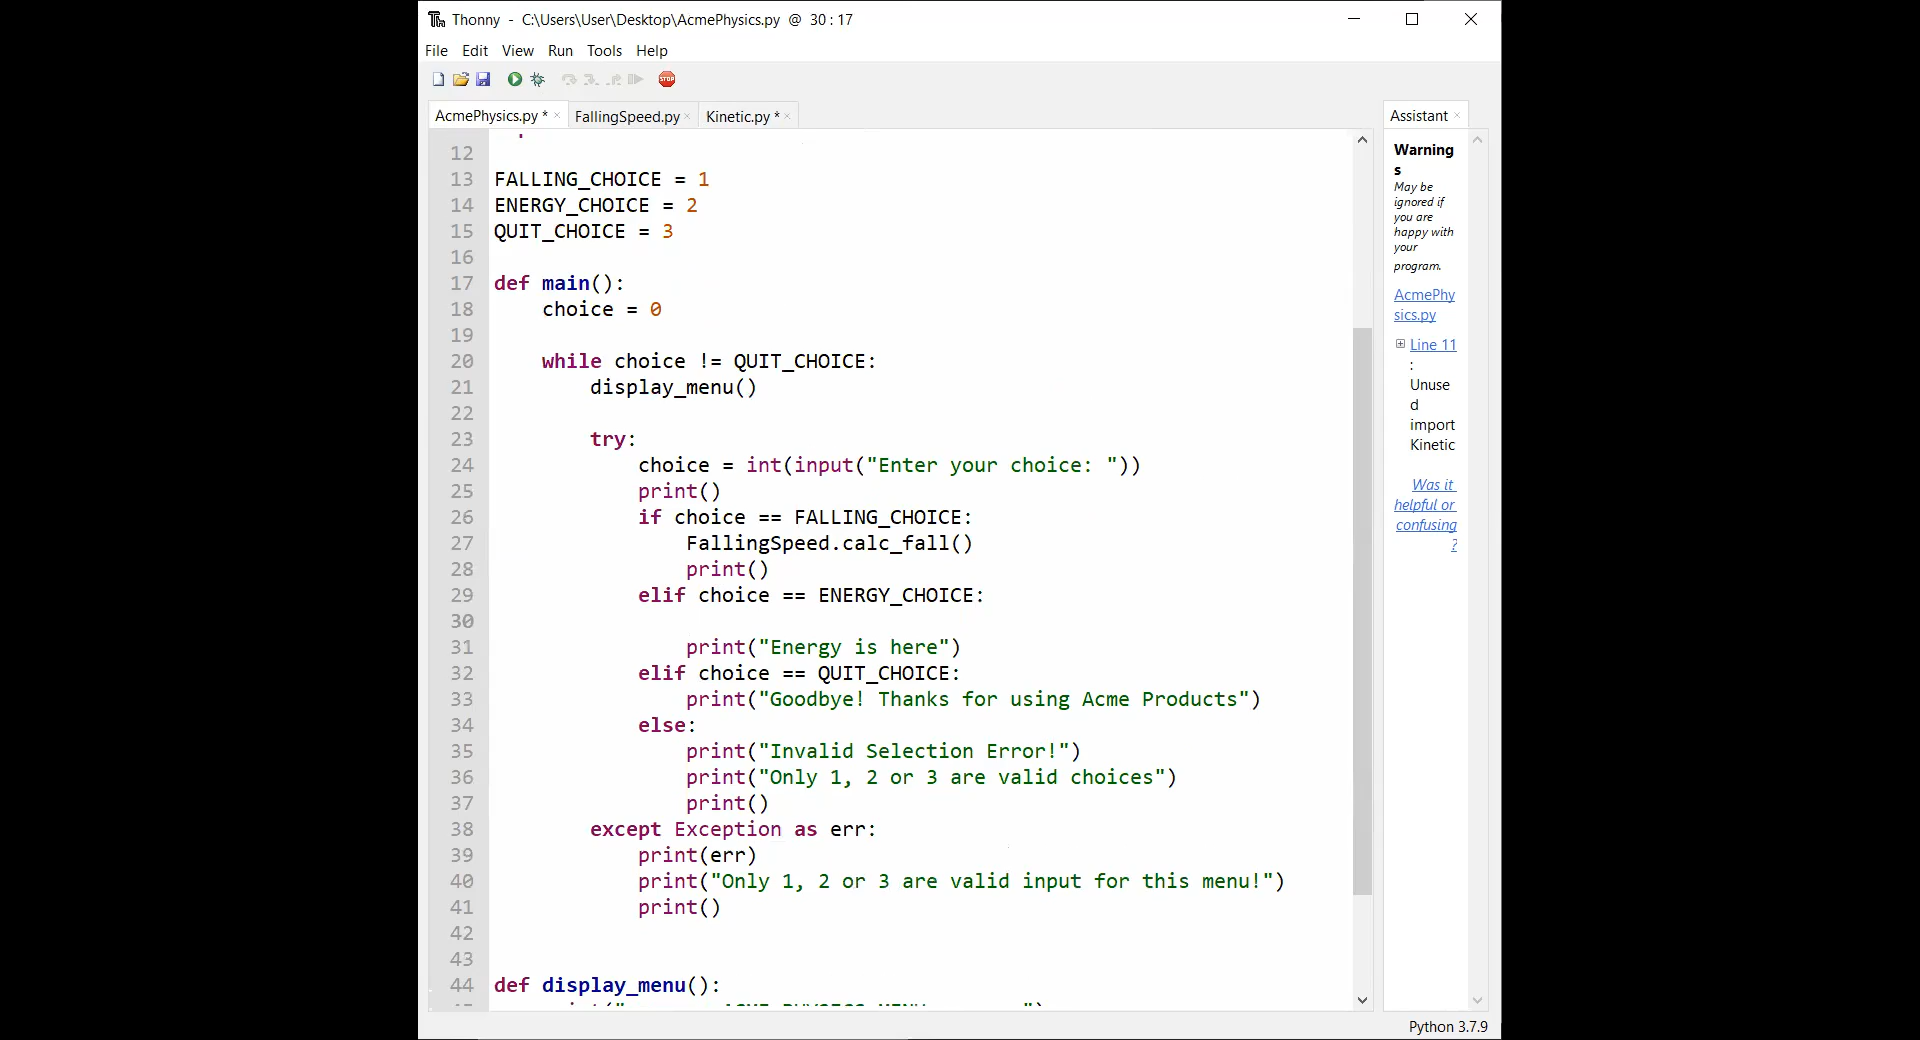 Thonny - C:\Users\User\Desktop\AcmePhysics.py @ 30 : 17
File Edit View Run Tools Help
STOP
AcmePhysics.py * × FallingSpeed.py × Kinetic.py * ×
12
13 FALLING_CHOICE = 1
14 ENERGY_CHOICE = 2
15 QUIT_CHOICE = 3
16
17 def main():
18     choice = 0
19
20     while choice != QUIT_CHOICE:
21         display_menu()
22
23         try:
24             choice = int(input("Enter your choice: "))
25             print()
26             if choice == FALLING_CHOICE:
27                 FallingSpeed.calc_fall()
28                 print()
29             elif choice == ENERGY_CHOICE:
30
31                 print("Energy is here")
32             elif choice == QUIT_CHOICE:
33                 print("Goodbye! Thanks for using Acme Products")
34             else:
35                 print("Invalid Selection Error!")
36                 print("Only 1, 2 or 3 are valid choices")
37                 print()
38         except Exception as err:
39             print(err)
40             print("Only 1, 2 or 3 are valid input for this menu!")
41             print()
42
43
44 def display_menu():
Assistant ×
Warning
s
May be
ignored if
you are
happy with
your
program.
AcmePhy
sics.py
Line 11
:
Unuse
d
import
Kinetic
Was it
helpful or
confusing
?
Python 3.7.9